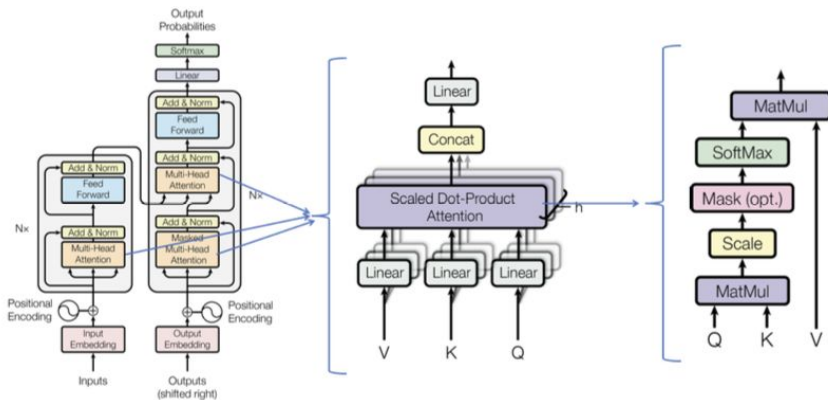 Output
Probabilities
Softmax
Linear
Add & Norm
Feed
Forward
Add & Norm
Multi-Head
Attention
Add & Norm
Masked
Multi-Head
Attention
Nx
Positional
Encoding
Output
Embedding
Outputs
(shifted right)
Add & Norm
Feed
Forward
Nx
Add & Norm
Multi-Head
Attention
Positional
Encoding
Input
Embedding
Inputs
Linear
Concat
Scaled Dot-Product
Attention
h
Linear
Linear
Linear
V
K
Q
MatMul
SoftMax
Mask (opt.)
Scale
MatMul
Q
K
V